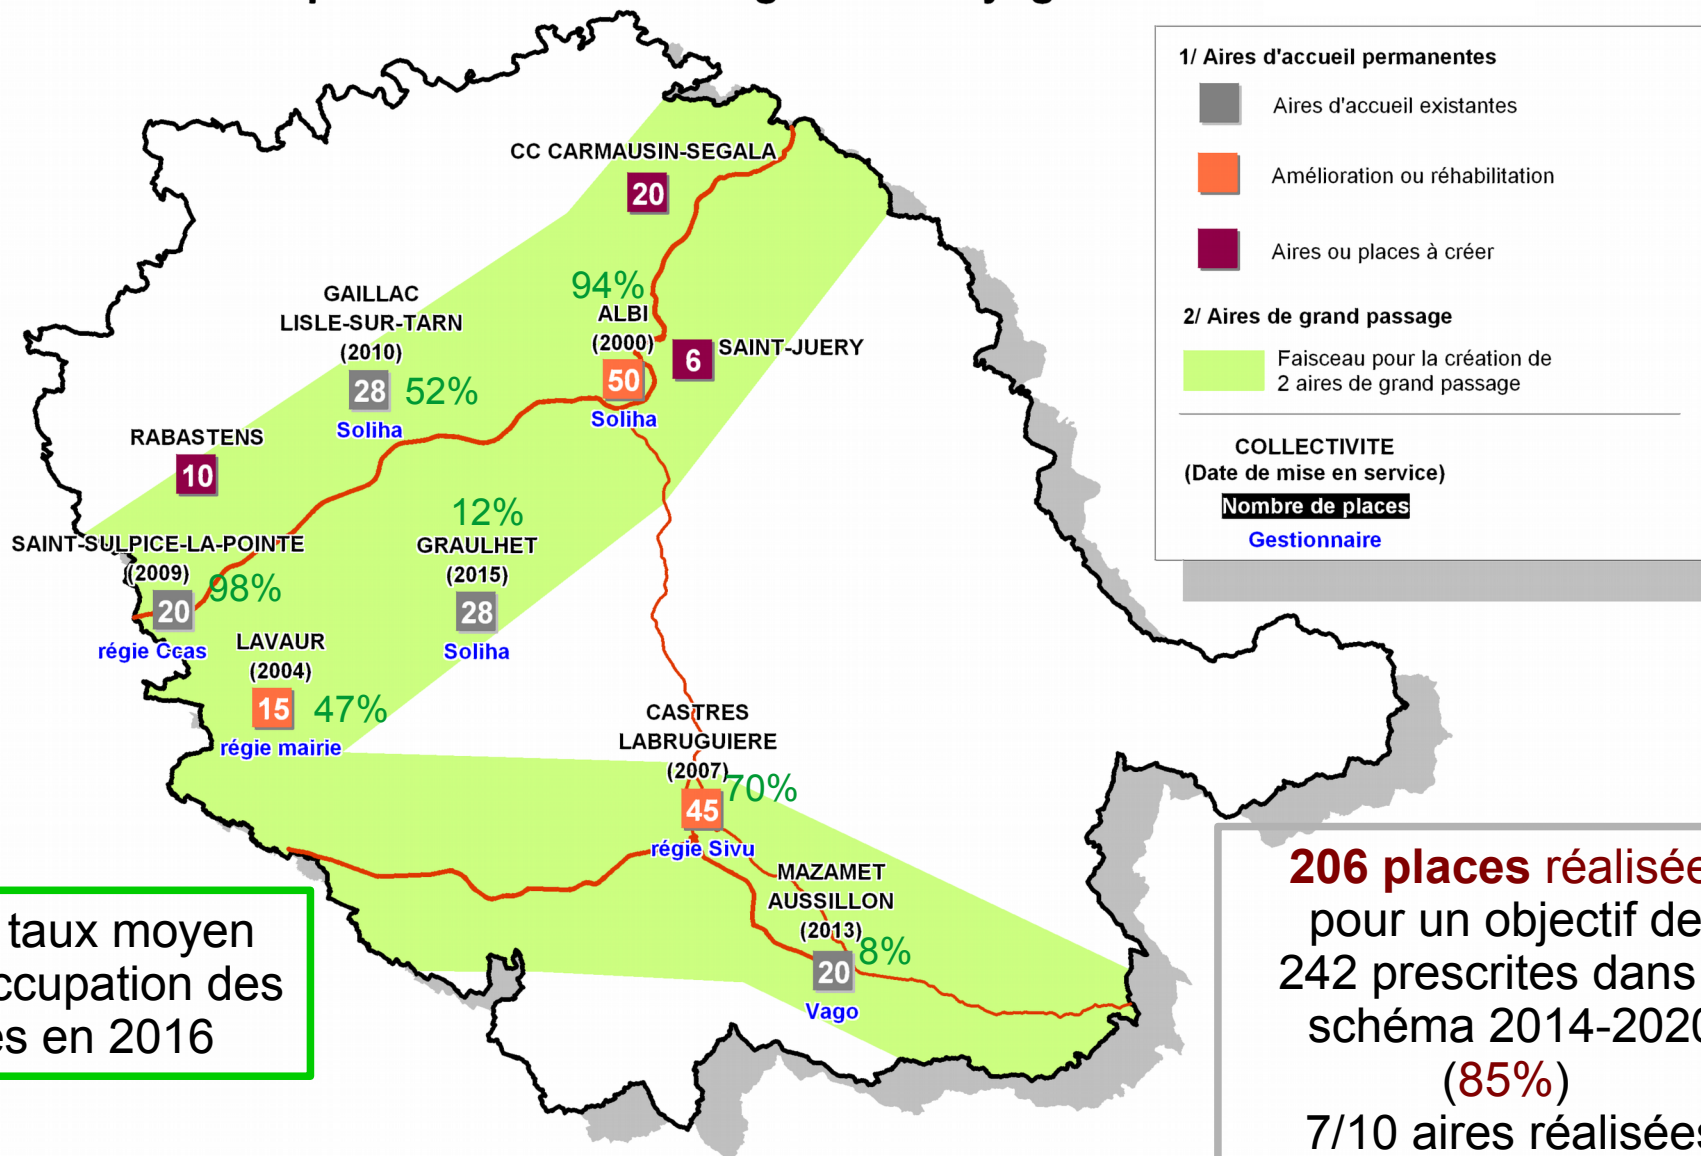 1/ Aires d'accueil permanentes
Aires d'accueil existantes
Amélioration ou réhabilitation
Aires ou places à créer
2/ Aires de grand passage
Faisceau pour la création de
2 aires de grand passage
COLLECTIVITE
(Date de mise en service)
Nombre de places
Gestionnaire
CC CARMAUSIN-SEGALA
20
94%
ALBI
(2000)
50
Soliha
6
SAINT-JUERY
GAILLAC
LISLE-SUR-TARN
(2010)
28
52%
Soliha
RABASTENS
10
SAINT-SULPICE-LA-POINTE
(2009)
98%
20
régie Ccas
12%
GRAULHET
(2015)
28
Soliha
LAVAUR
(2004)
15
47%
régie mairie
CASTRES
LABRUGUIERE
(2007)
70%
45
régie Sivu
MAZAMET
AUSSILLON
(2013)
8%
20
Vago
taux moyen
ccupation des
es en 2016
206 places réalisée
pour un objectif de
242 prescrites dans
schéma 2014-2020
(85%)
7/10 aires réalisées